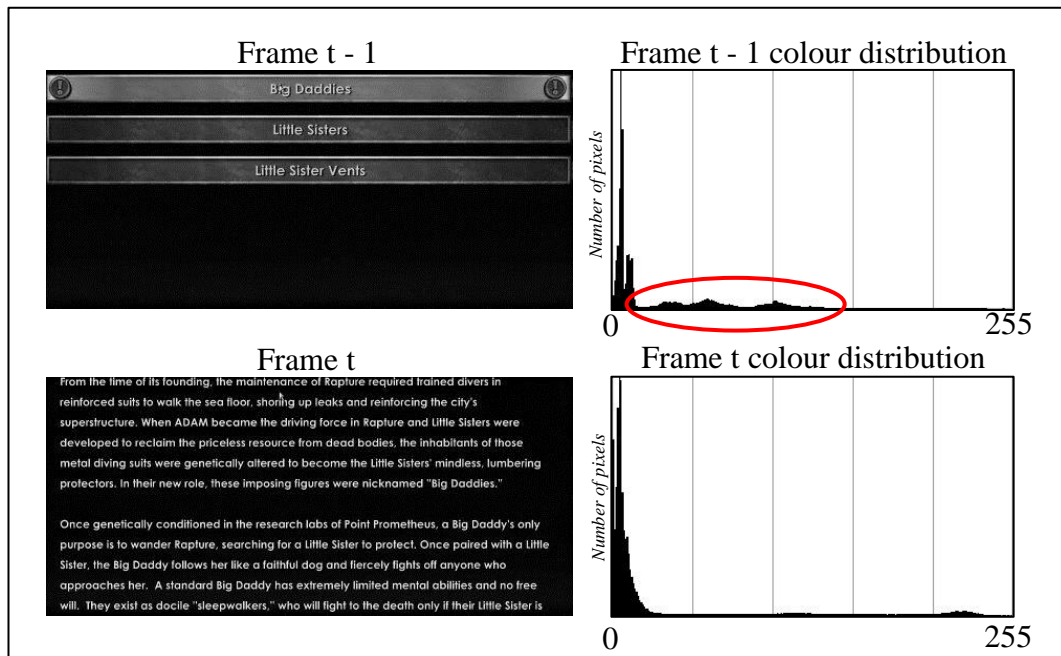 Frame t - 1
Big Daddies
Little Sisters
Little Sister Vents
Frame t - 1 colour distribution
Number of pixels
0
255
Frame t
From the time of its founding, the maintenance of Rapture required trained divers in
reinforced suits to walk the sea floor, shoring up leaks and reinforcing the city's
superstructure. When ADAM became the driving force in Rapture and Little Sisters were
developed to reclaim the priceless resource from dead bodies, the inhabitants of those
metal diving suits were genetically altered to become the Little Sisters' mindless, lumbering
protectors. In their new role, these imposing figures were nicknamed "Big Daddies."
Once genetically conditioned in the research labs of Point Prometheus, a Big Daddy's only
purpose is to wander Rapture, searching for a Little Sister to protect. Once paired with a Little
Sister, the Big Daddy follows her like a faithful dog and fiercely fights off anyone who
approaches her. A standard Big Daddy has extremely limited mental abilities and no free
will. They exist as docile "sleepwalkers," who will fight to the death only if their Little Sister is
Frame t colour distribution
Number of pixels
0
255